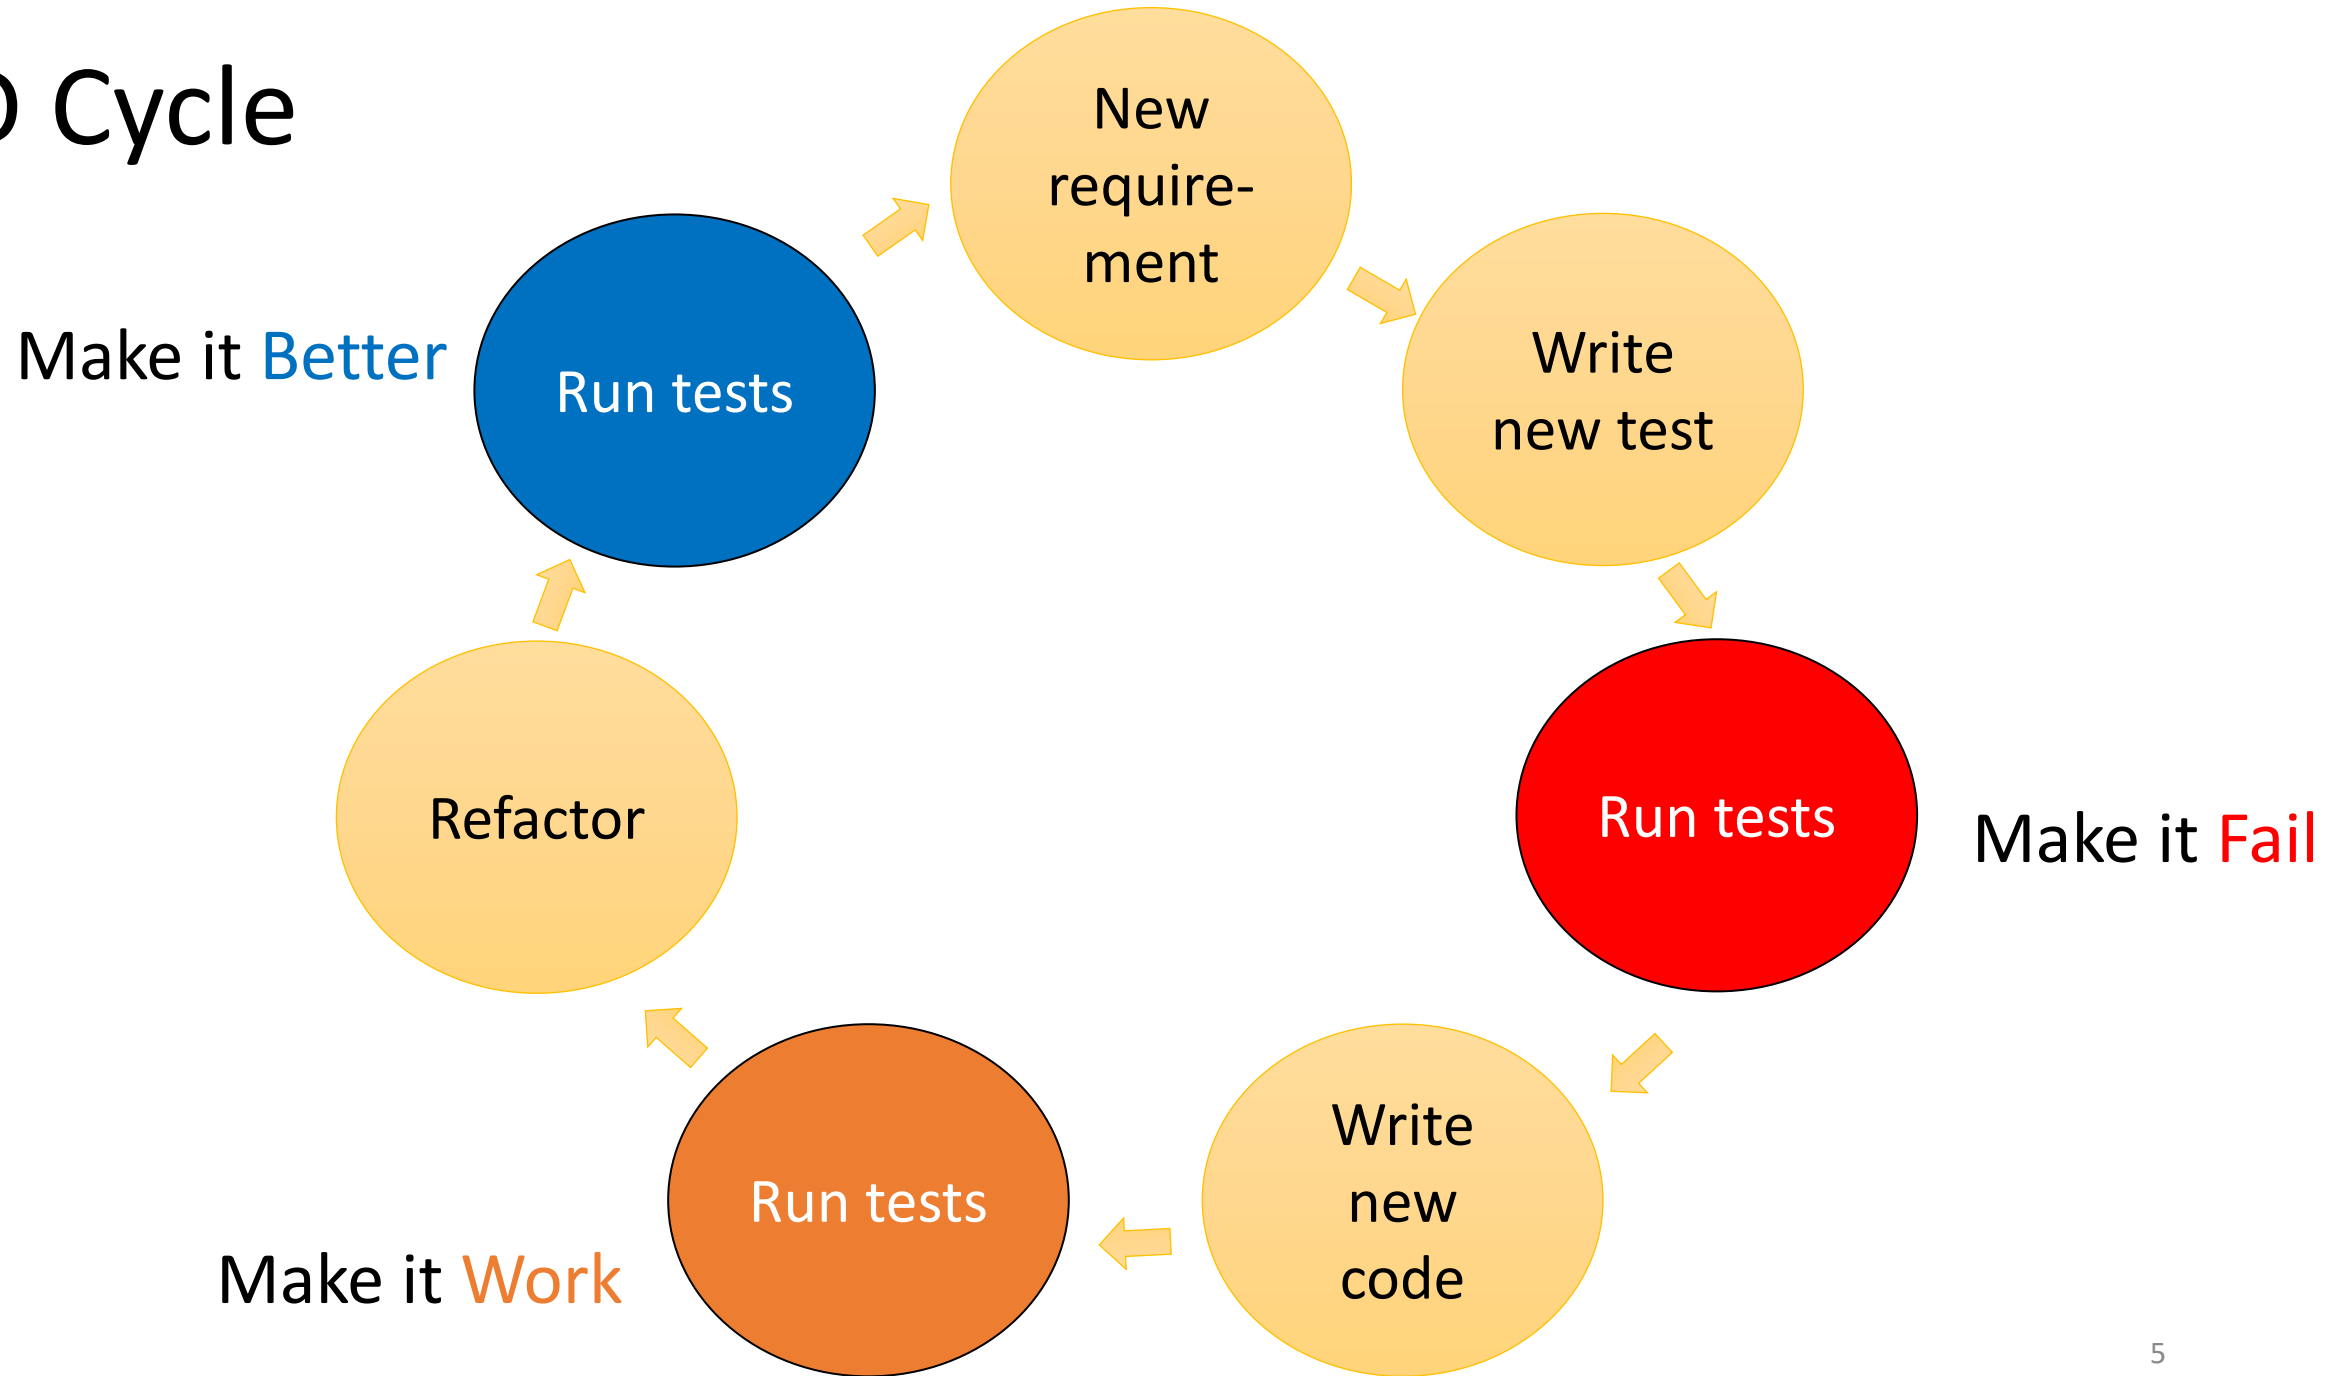 Cycle
New
require-
ment
Write
new test
Run tests
Make it Fail
Write
new
code
Run tests
Make it Work
Refactor
Run tests
Make it Better
5